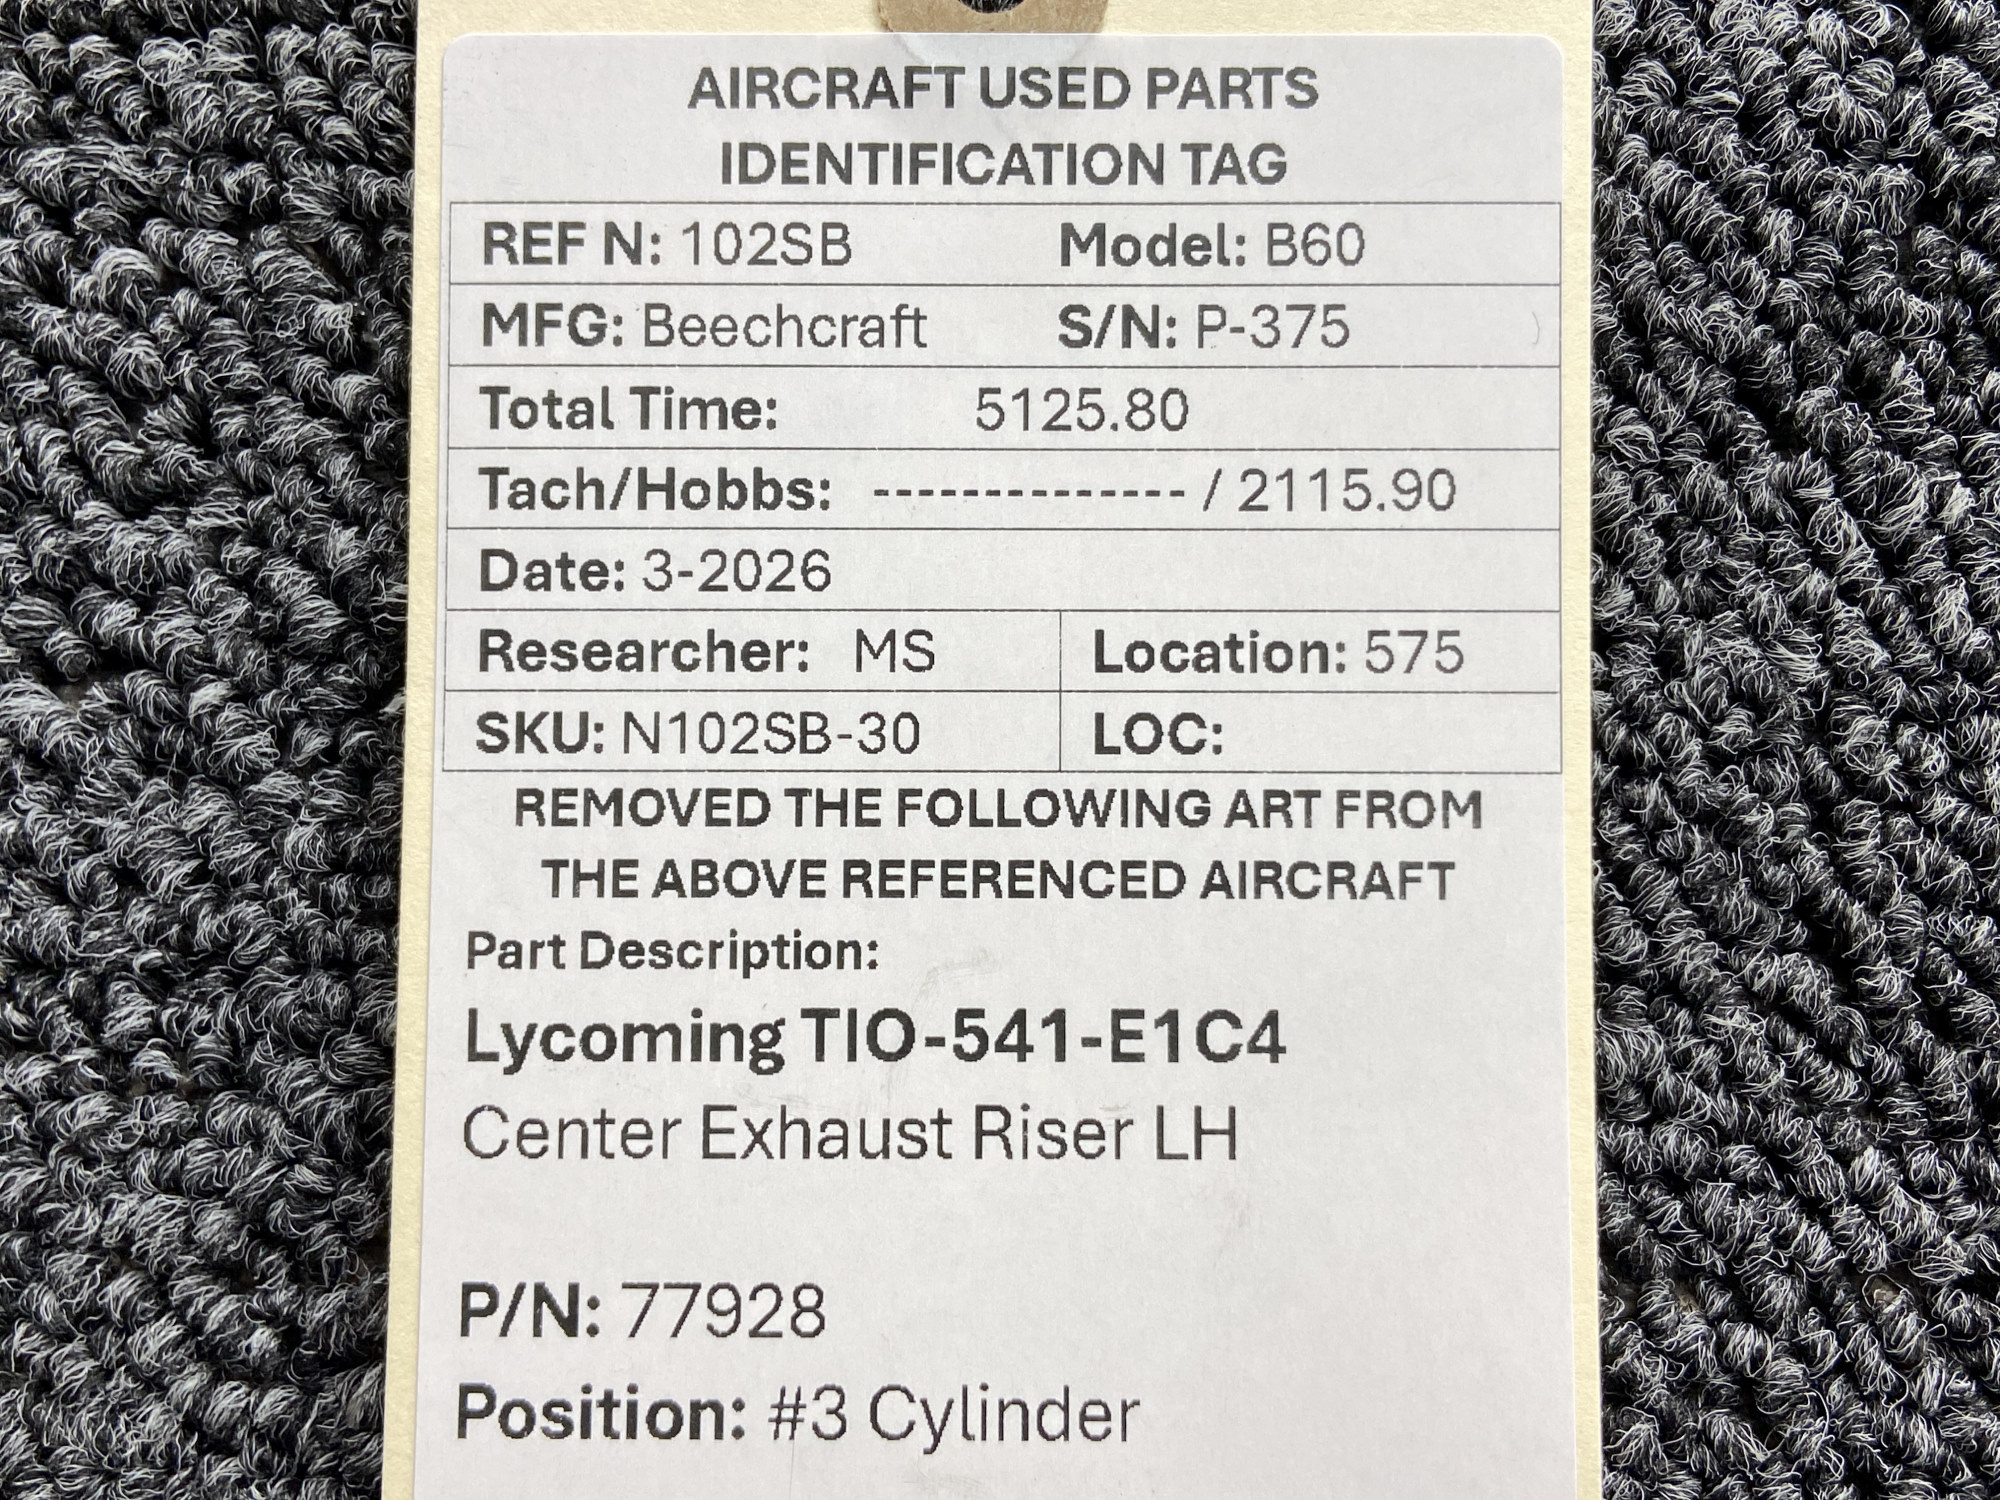 AIRCRAFT USED PARTS
IDENTIFICATION TAG
REF N: 102SB Model: B60
MFG: Beechcraft S/N: P-375
Total Time: 5125.80
Tach/Hobbs: -------------- / 2115.90
Date: 3-2026
Researcher: MS Location: 575
SKU: N102SB-30 LOC:
REMOVED THE FOLLOWING ART FROM
THE ABOVE REFERENCED AIRCRAFT
Part Description:
Lycoming TIO-541-E1C4
Center Exhaust Riser LH
P/N: 77928
Position: #3 Cylinder